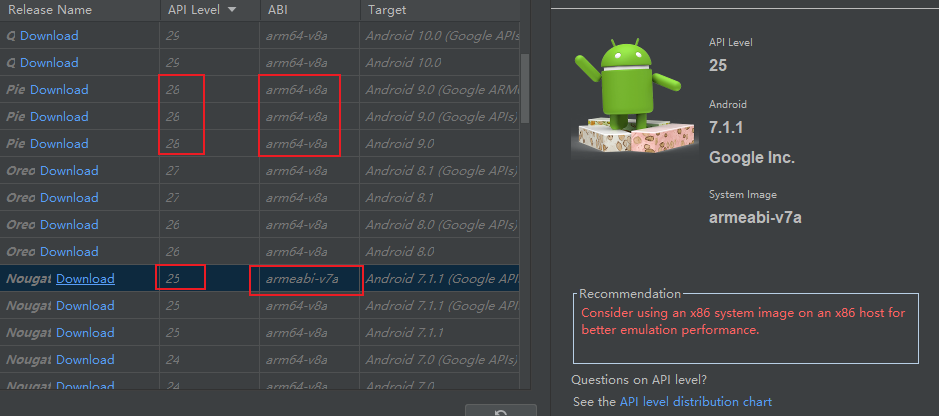 Release Name API Level ABI Target
Q Download 29 arm64-v8a Android 10.0 (Google APIs
Q Download 29 arm64-v8a Android 10.0
Pie Download 28 arm64-v8a Android 9.0 (Google ARM
Pie Download 28 arm64-v8a Android 9.0 (Google APIs)
Pie Download 28 arm64-v8a Android 9.0
Oreo Download 27 arm64-v8a Android 8.1 (Google APIs)
Oreo Download 27 arm64-v8a Android 8.1
Oreo Download 26 arm64-v8a Android 8.0 (Google APIs)
Oreo Download 26 arm64-v8a Android 8.0
Nougat Download 25 armeabi-v7a Android 7.1.1 (Google API
Nougat Download 25 arm64-v8a Android 7.1.1 (Google API
Nougat Download 25 arm64-v8a Android 7.1.1
Nougat Download 24 arm64-v8a Android 7.0 (Google APIs)
Nougat Download 24 arm64-v8a Android 7.0
API Level
25
Android
7.1.1
Google Inc.
System Image
armeabi-v7a
Recommendation
Consider using an x86 system image on an x86 host for
better emulation performance.
Questions on API level?
See the API level distribution chart